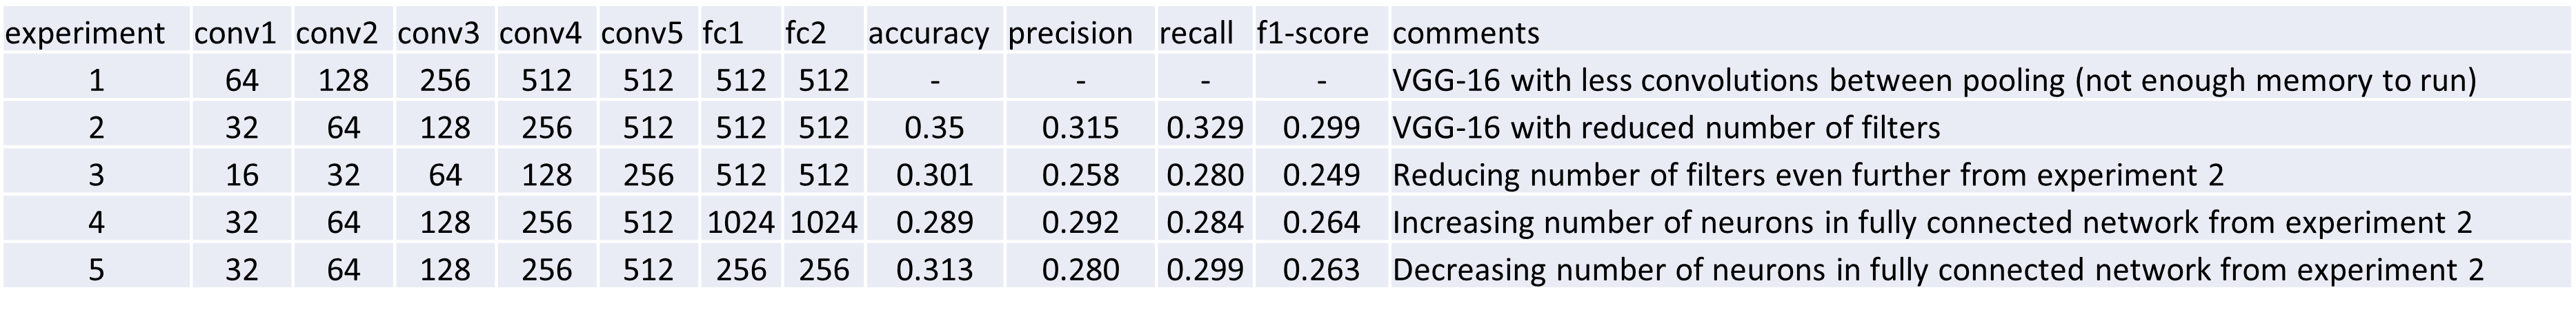 experiment conv1 conv2 conv3 conv4 conv5 fc1 fc2 accuracy precision recall f1-score comments
1 64 128 256 512 512 512 512 - - - - VGG-16 with less convolutions between pooling (not enough memory to run)
2 32 64 128 256 512 512 512 0.35 0.315 0.329 0.299 VGG-16 with reduced number of filters
3 16 32 64 128 256 512 512 0.301 0.258 0.280 0.249 Reducing number of filters even further from experiment 2
4 32 64 128 256 512 1024 1024 0.289 0.292 0.284 0.264 Increasing number of neurons in fully connected network from experiment 2
5 32 64 128 256 512 256 256 0.313 0.280 0.299 0.263 Decreasing number of neurons in fully connected network from experiment 2